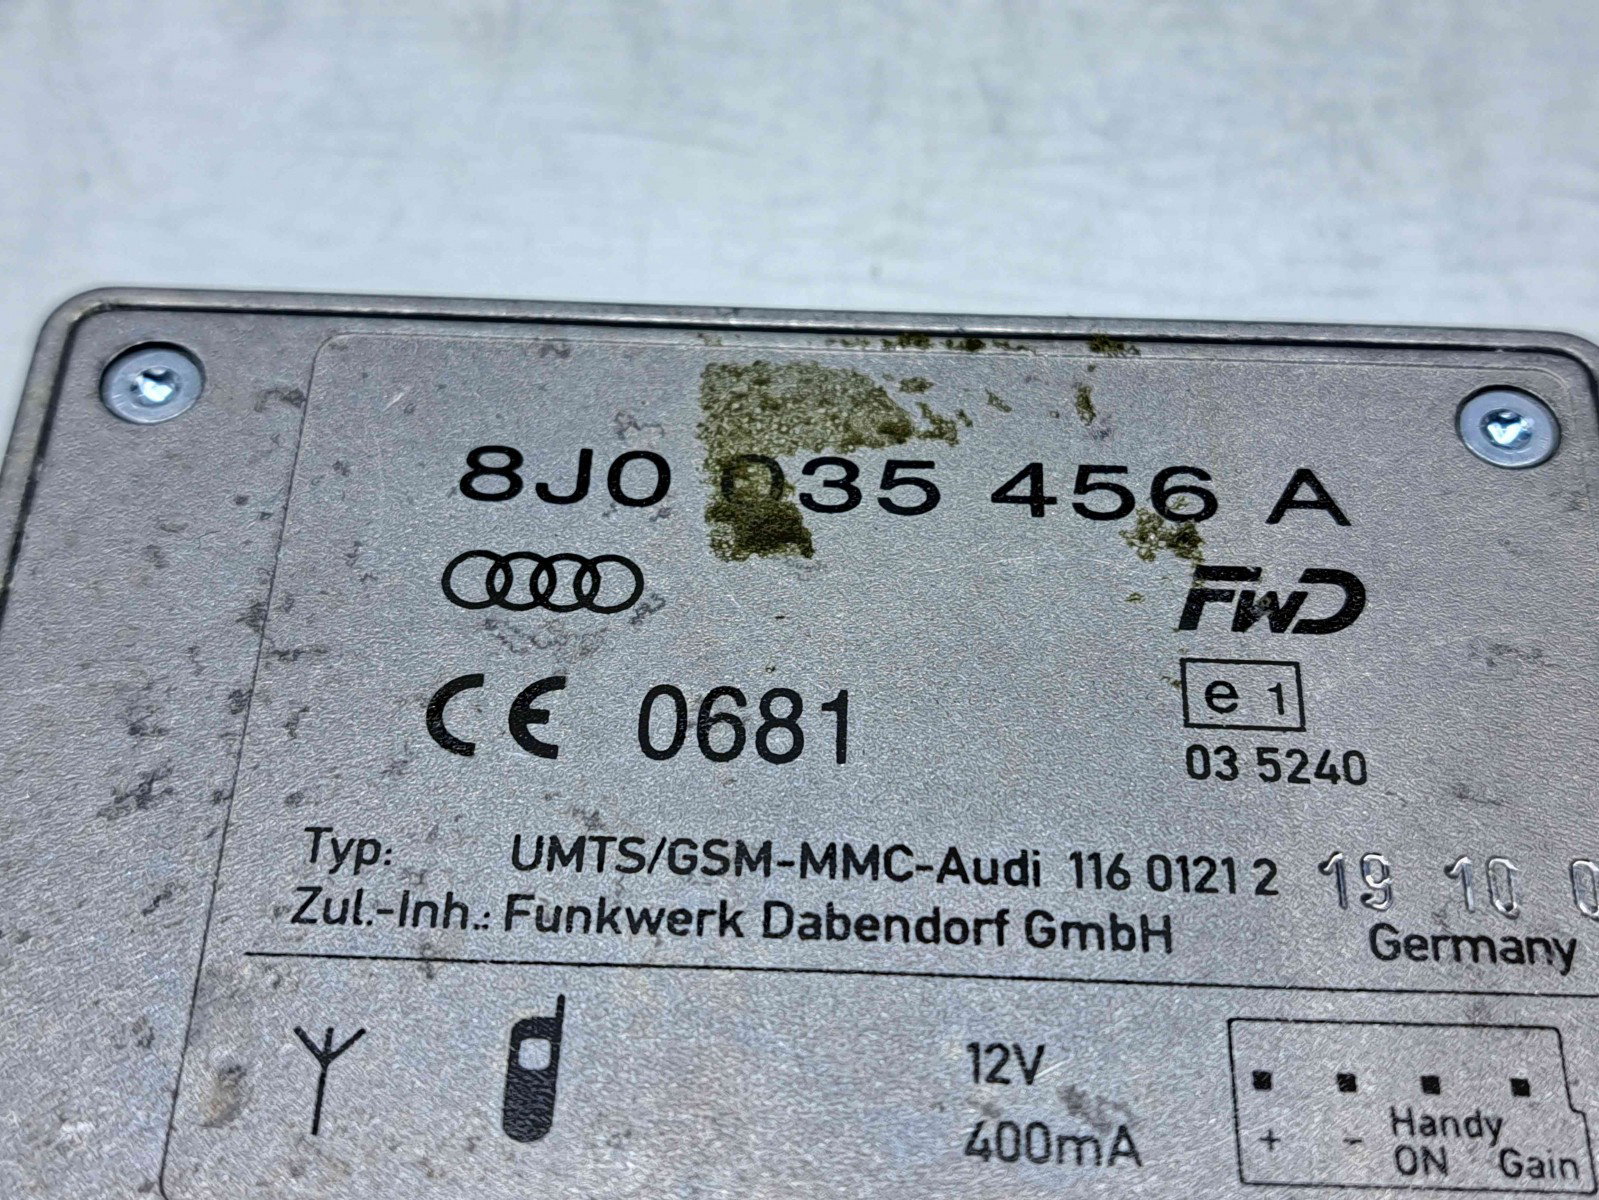 8J0 035 456 A
FWD
CE 0681
e 1
03 5240
Typ: UMTS/GSM-MMC-Audi 116 0121 2 19 10 0
Zul.-Inh.: Funkwerk Dabendorf GmbH Germany
12V
400mA
+ - Handy ON Gain